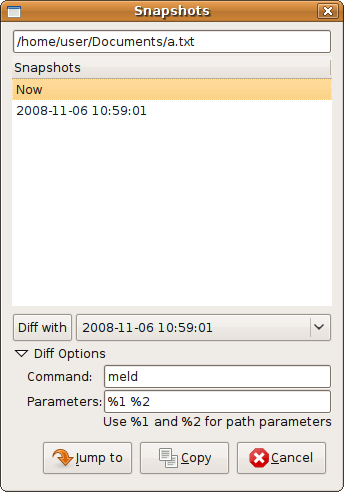 Snapshots
/home/user/Documents/a.txt
Snapshots
Now
2008-11-06 10:59:01
Diff with 2008-11-06 10:59:01
Diff Options
Command: meld
Parameters: %1 %2
Use %1 and %2 for path parameters
Jump to Copy Cancel